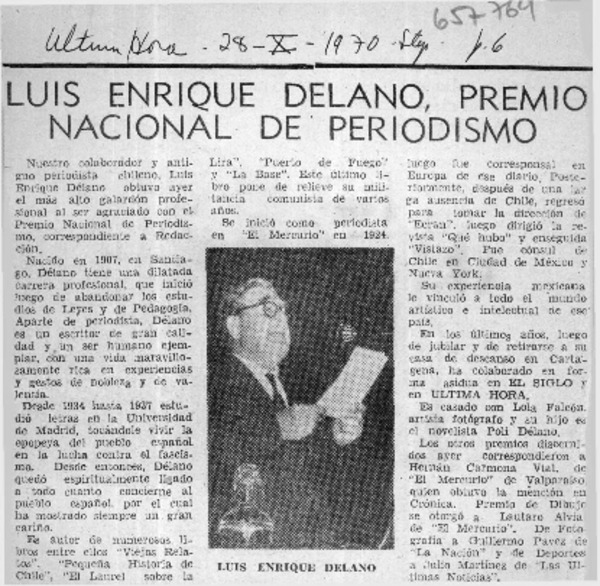 657764
Ultima Hora - 28-X-1970 - Stgo. p. 6
LUIS ENRIQUE DELANO, PREMIO
NACIONAL DE PERIODISMO
Nuestro colaborador y anti-
guo periodista chileno, Luis
Enrique Délano obtuvo ayer
el más alto galardón profe-
sional al ser agraciado con el
Premio Nacional de Periodis-
mo, correspondiente a Redac-
ción.
Nacido en 1907, en Santia-
go, Délano tiene una dilatada
carrera profesional, que inició
luego de abandonar los estu-
dios de Leyes y de Pedagogía.
Aparte de periodista, Délano
es un escritor de gran cali-
dad y un ser humano ejem-
plar, con una vida maravillo-
samente rica en experiencias
y gestos de nobleza y de va-
lentía.
Desde 1934 hasta 1937 estu-
dió letras en la Universidad
de Madrid, tocándole vivir la
epopeya del pueblo español
en la lucha contra el fascis-
mo. Desde entonces, Délano
quedó espiritualmente ligado
a todo cuanto concierne al
pueblo español, por el cual
ha mostrado siempre un gran
cariño.
Es autor de numerosos li-
bros entre ellos "Viejas Rela-
tos", "Pequeña Historia de
Chile", "El Laurel sobre la
Lira", "Puerto de Fuego"
y "La Base". Este último li-
bro pone de relieve su mili-
tancia comunista de varios
años.
Se inició como periodista
en "El Mercurio" en 1924,
LUIS ENRIQUE DELANO
luego fue corresponsal en
Europa de ese diario. Poste-
riormente, después de una lar
ga ausencia de Chile, regresó
para tomar la dirección de
"Ecran", luego dirigió la re-
vista "Qué hubo" y enseguida
"Vistazo". Fue cónsul de
Chile en Ciudad de México y
Nueva York.
Su experiencia mexicana
le vinculó a todo el mundo
artístico e intelectual de ese
país.
En los últimos años, luego
de jubilar y de retirarse a su
casa de descanso en Carta-
gena, ha colaborado en for-
ma asidua en EL SIGLO y
en ULTIMA HORA.
Es casado con Lola Falcón,
artista fotógrafo y su hijo es
el novelista Poli Délano.
Los otros premios discerni-
dos ayer correspondieron a
Hernán Carmona Vial, de
"El Mercurio" de Valparaíso
quien obtuvo la mención en
Crónica. Premio de Dibujo
se otorgó a Lautaro Alvia
de "El Mercurio". De Foto-
grafía a Guillermo Pavez de
"La Nación" y de Deportes
a Julio Martínez de "Las Ul-
timas Noticias".